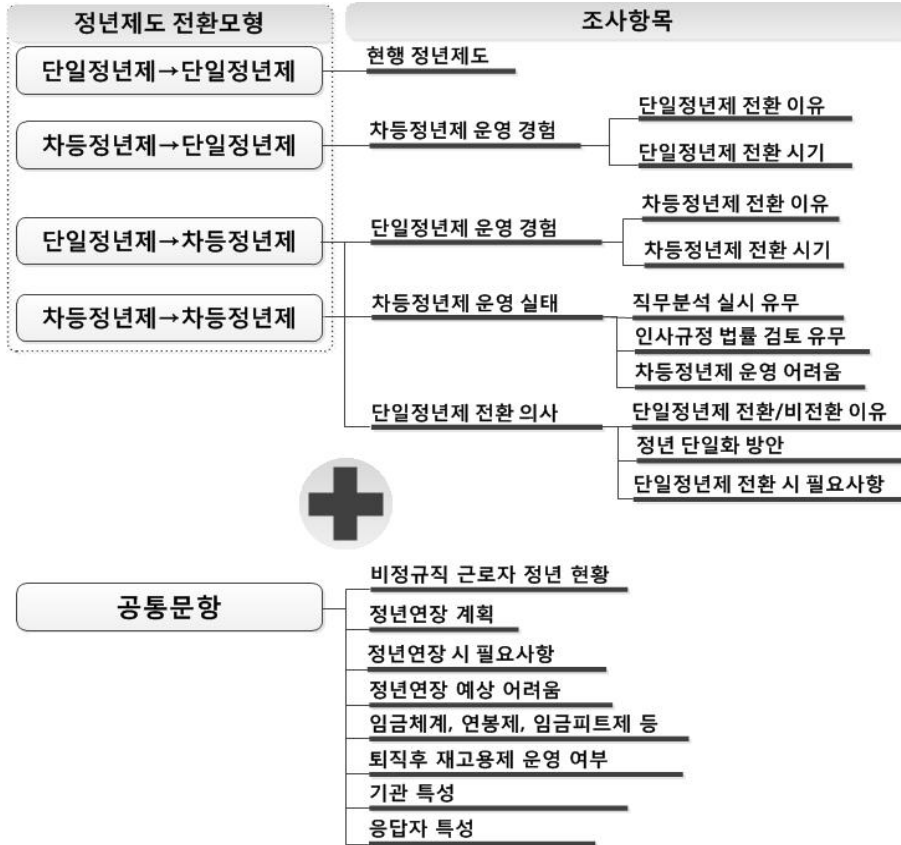 정년제도 전환모형
조사항목
단일정년제→단일정년제
현행 정년제도
차등정년제→단일정년제
차등정년제 운영 경험
단일정년제 전환 이유
단일정년제 전환 시기
단일정년제→차등정년제
단일정년제 운영 경험
차등정년제 전환 이유
차등정년제 전환 시기
차등정년제→차등정년제
차등정년제 운영 실태
직무분석 실시 유무
인사규정 법률 검토 유무
차등정년제 운영 어려움
단일정년제 전환 의사
단일정년제 전환/비전환 이유
정년 단일화 방안
단일정년제 전환 시 필요사항
공통문항
비정규직 근로자 정년 현황
정년연장 계획
정년연장 시 필요사항
정년연장 예상 어려움
임금체계, 연봉제, 임금피트제 등
퇴직후 재고용제 운영 여부
기관 특성
응답자 특성